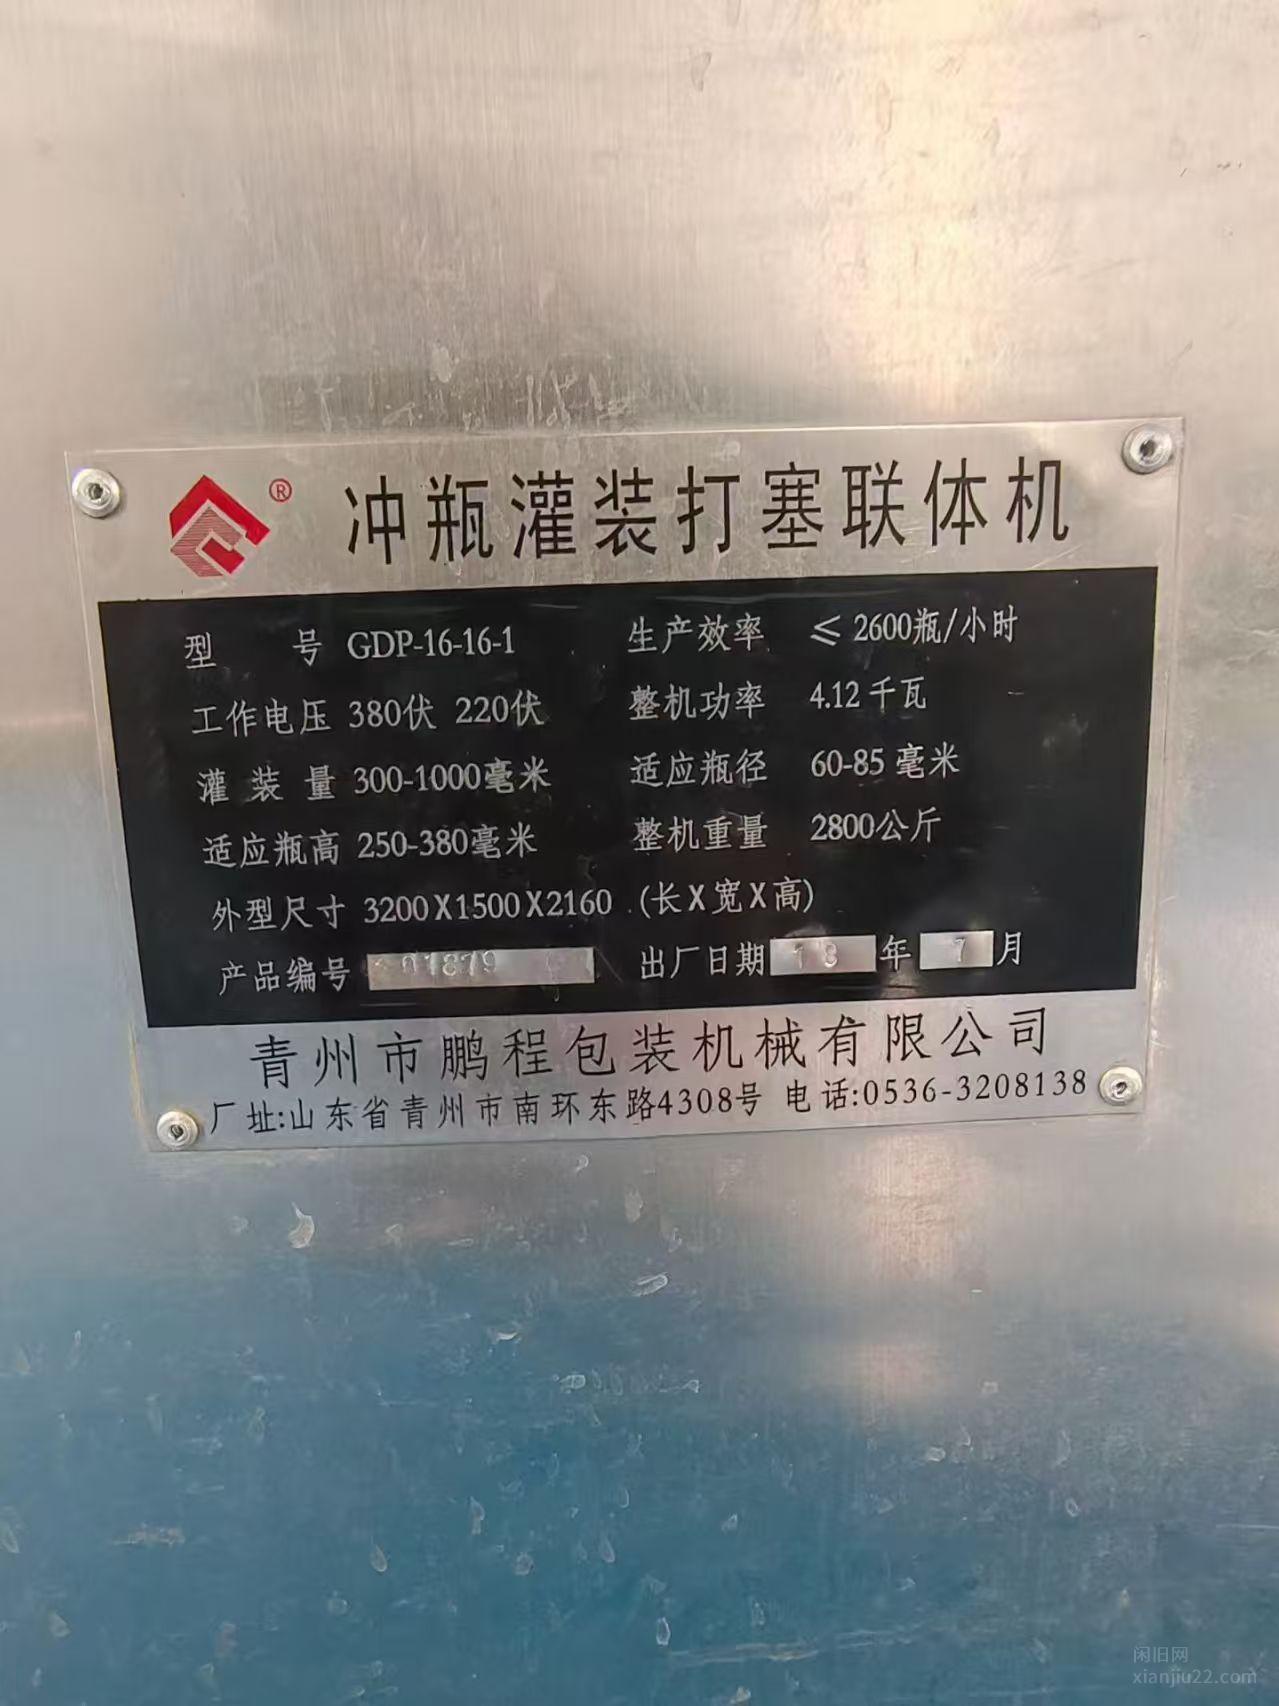 ® 冲瓶灌装打塞联体机
型 号 GDP-16-16-1 生产效率 ≤ 2600瓶/小时
工作电压 380伏 220伏 整机功率 4.12 千瓦
灌 装 量 300-1000毫米 适应瓶径 60-85 毫米
适应瓶高 250-380毫米 整机重量 2800公斤
外型尺寸 3200X1500X2160 (长X宽X高)
产品编号 01879 出厂日期 18 年 7 月
青州市鹏程包装机械有限公司
厂址:山东省青州市南环东路4308号 电话:0536-3208138
闲旧网
xianjiu22.com